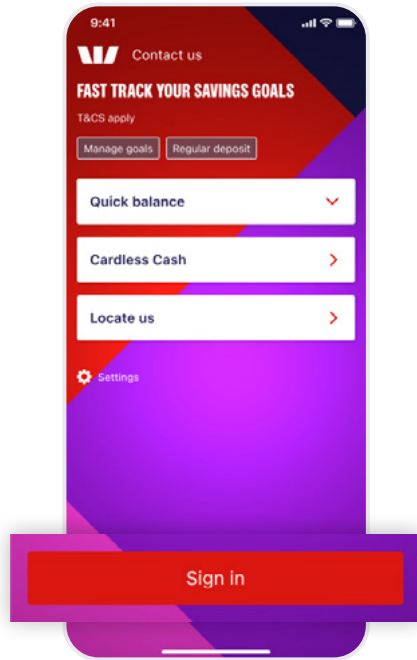 9:41
Contact us
FAST TRACK YOUR SAVINGS GOALS
T&CS apply
Manage goals Regular deposit
Quick balance
Cardless Cash
Locate us
Settings
Sign in